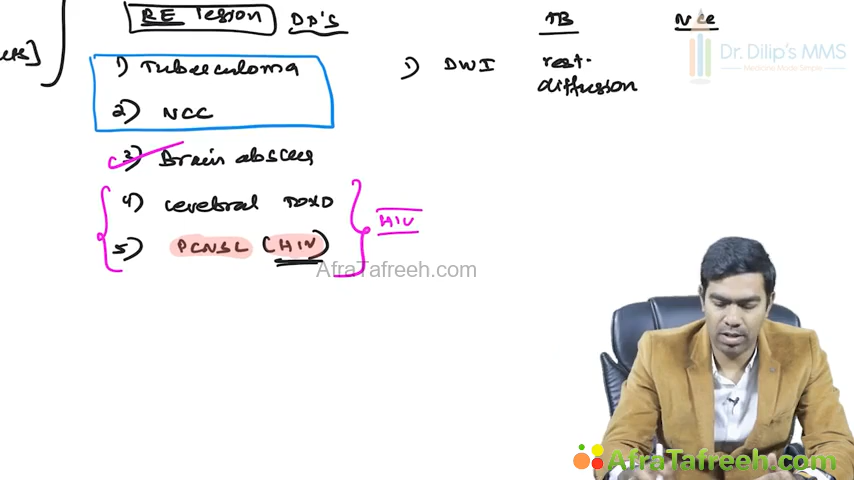 RE Lesion DD's
1) Tuberculoma
2) NCC
3) Brain abscess
4) cerebral TOXO
5) PCNSL (HIV)
HIV
TB NCC
1) DWI rest. diffusion
Dr. Dilip's MMS
Medicine Made Simple
AfraTafreeh.com
AfraTafreeh.com